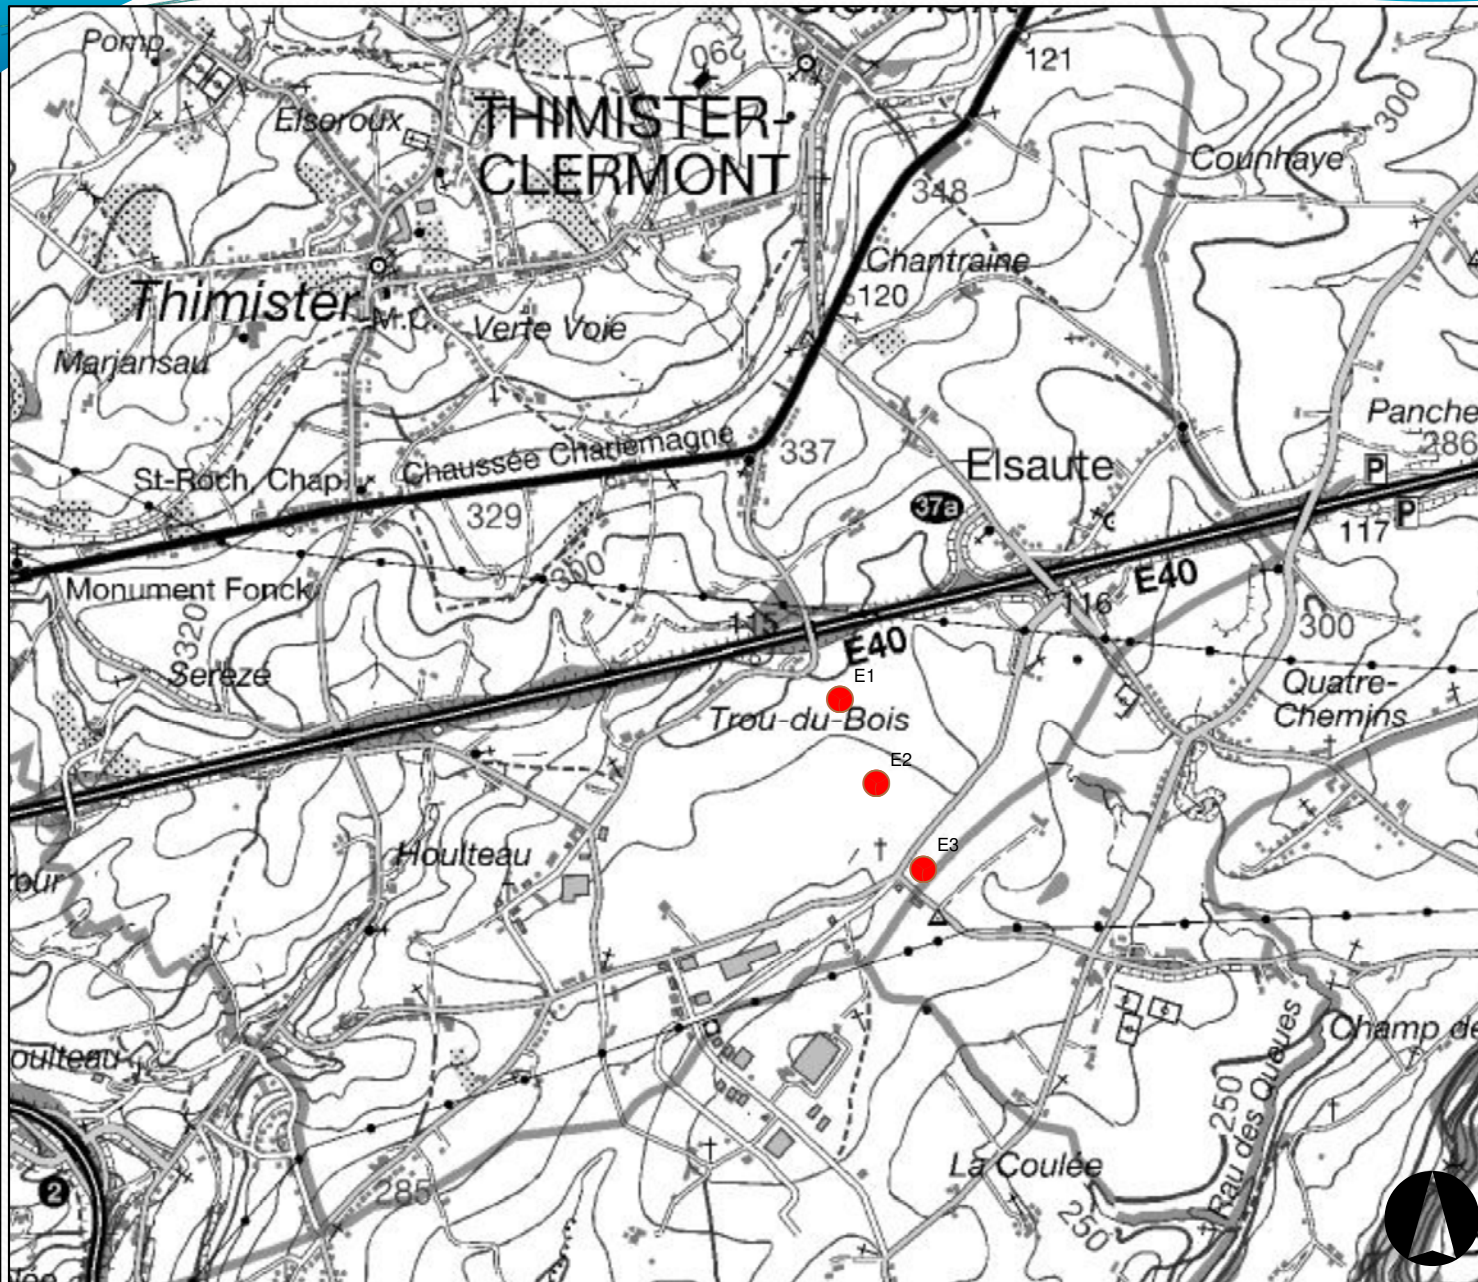 Clermont
121
Pomp.
290
300
Elseroux
THIMISTER-
CLERMONT
Counhaye
348
Chantraine
120
Thimister
M.C.
Verte Voie
Marjansau
Panche
286
Chaussée Charlemagne
337
Elsaute
P
St-Roch, Chap.
37a
P
329
117
300
E40
Monument Fonck
116
115
320
300
E40
Sereze
E1
Quatre-
Chemins
Trou-du-Bois
E2
Houlteau
E3
our
Champ de
oulteau
250
Rau des Queues
La Coulée
2
285
250